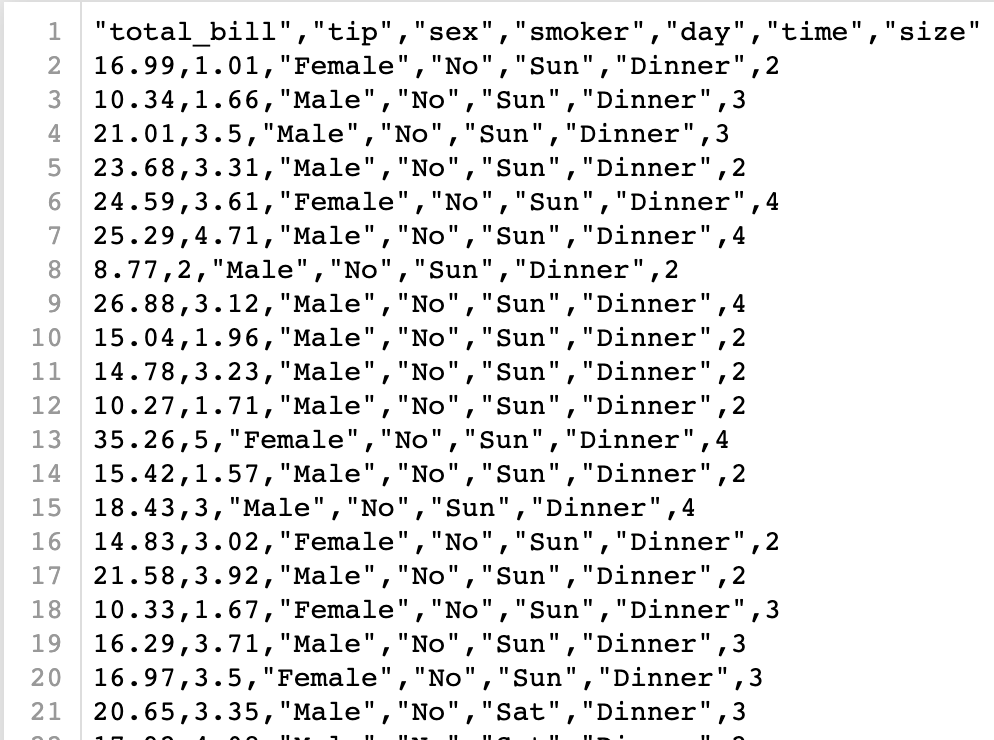 1 "total_bill","tip","sex","smoker","day","time","size"
2 16.99,1.01,"Female","No","Sun","Dinner",2
3 10.34,1.66,"Male","No","Sun","Dinner",3
4 21.01,3.5,"Male","No","Sun","Dinner",3
5 23.68,3.31,"Male","No","Sun","Dinner",2
6 24.59,3.61,"Female","No","Sun","Dinner",4
7 25.29,4.71,"Male","No","Sun","Dinner",4
8 8.77,2,"Male","No","Sun","Dinner",2
9 26.88,3.12,"Male","No","Sun","Dinner",4
10 15.04,1.96,"Male","No","Sun","Dinner",2
11 14.78,3.23,"Male","No","Sun","Dinner",2
12 10.27,1.71,"Male","No","Sun","Dinner",2
13 35.26,5,"Female","No","Sun","Dinner",4
14 15.42,1.57,"Male","No","Sun","Dinner",2
15 18.43,3,"Male","No","Sun","Dinner",4
16 14.83,3.02,"Female","No","Sun","Dinner",2
17 21.58,3.92,"Male","No","Sun","Dinner",2
18 10.33,1.67,"Female","No","Sun","Dinner",3
19 16.29,3.71,"Male","No","Sun","Dinner",3
20 16.97,3.5,"Female","No","Sun","Dinner",3
21 20.65,3.35,"Male","No","Sat","Dinner",3